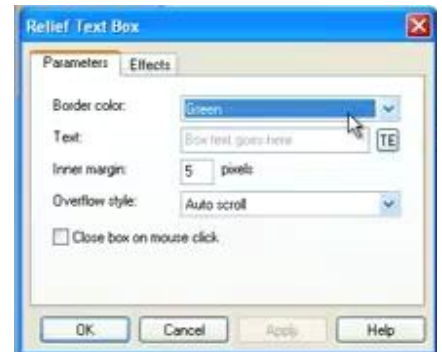 Relief Text Box
Parameters Effects
Border color: Green
Text: Box text goes here TE
Inner margin: 5 pixels
Overflow style: Auto scroll
Close box on mouse click
OK Cancel Apply Help